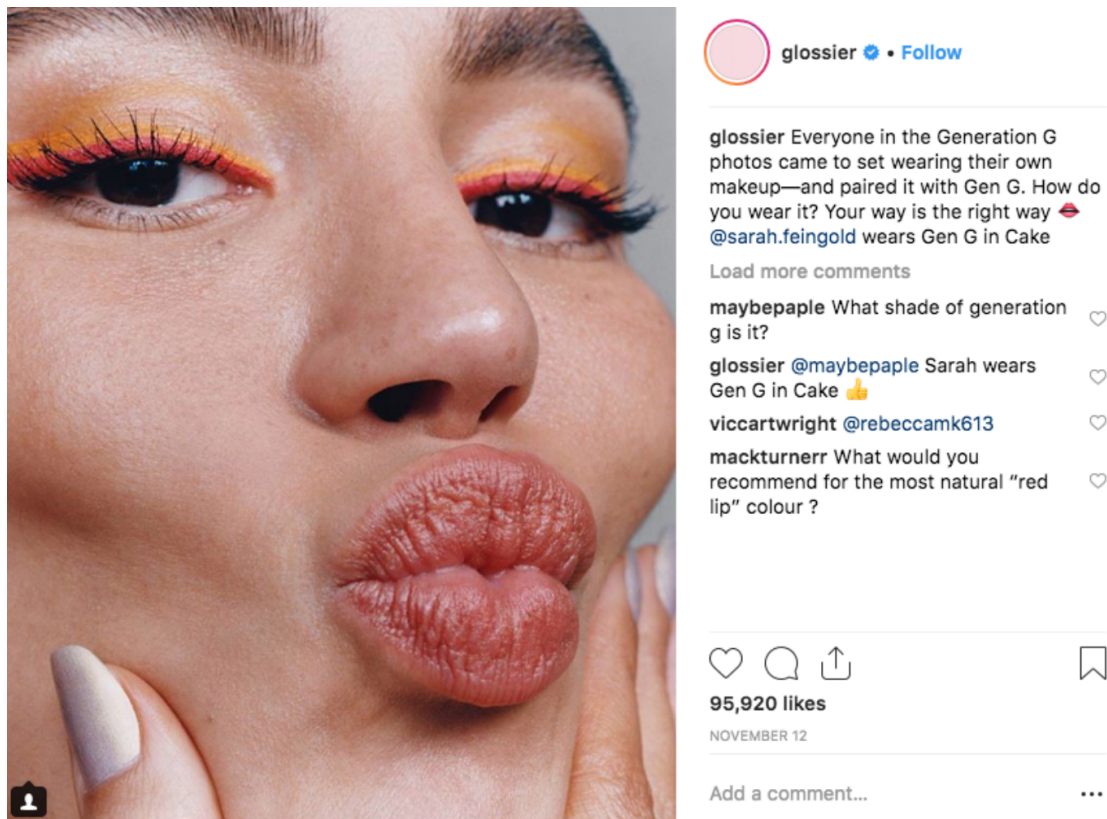 glossier • Follow
glossier Everyone in the Generation G
photos came to set wearing their own
makeup—and paired it with Gen G. How do
you wear it? Your way is the right way 👄
@sarah.feingold wears Gen G in Cake
Load more comments
maybepaple What shade of generation
g is it?
glossier @maybepaple Sarah wears
Gen G in Cake 👍
viccartwright @rebeccamk613
mackturnerr What would you
recommend for the most natural “red
lip” colour ?
95,920 likes
NOVEMBER 12
Add a comment...